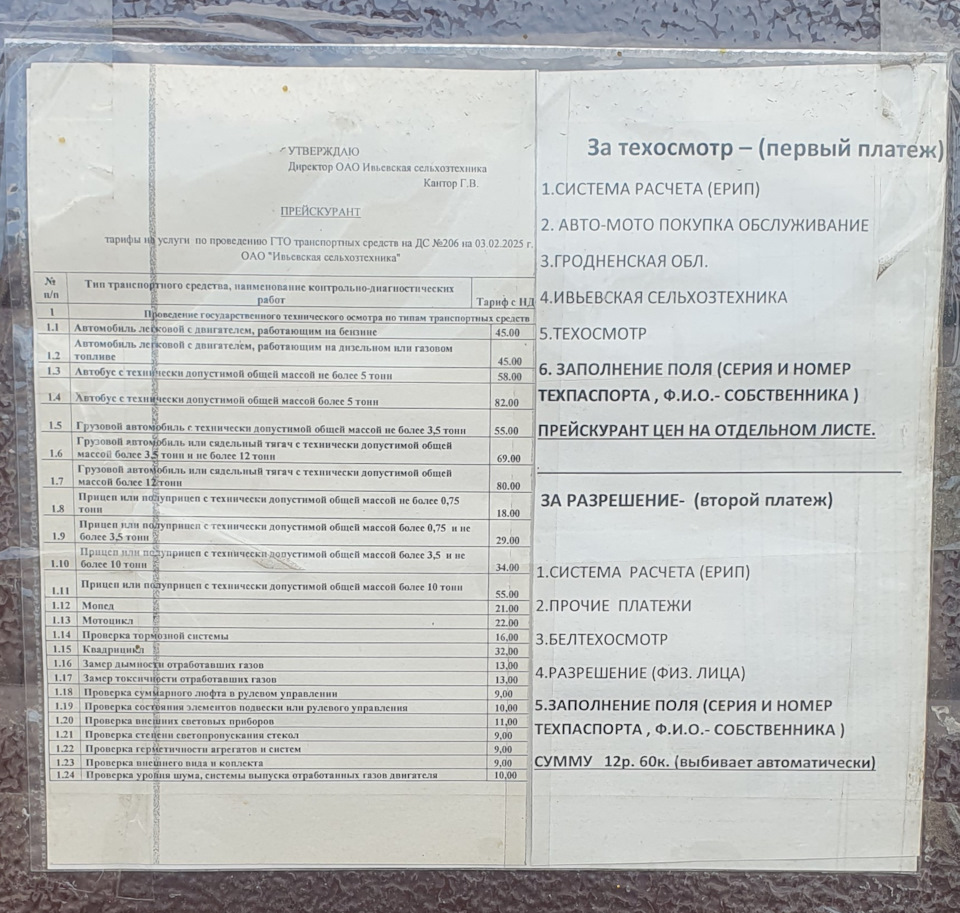 УТВЕРЖДАЮ
Директор ОАО Ивьевская сельхозтехника
Кантор Г.В.
ПРЕЙСКУРАНТ
тарифы на услуги по проведению ГТО транспортных средств на ДС №206 на 03.02.2025 г.
ОАО "Ивьевская сельхозтехника"
№ п/п Тип транспортного средства, наименование контрольно-диагностических
работ Тариф с НД
1 Проведение государственного технического осмотра по типам транспортных средств
1.1 Автомобиль легковой с двигателем, работающим на бензине 45.00
Автомобиль легковой с двигателем, работающим на дизельном или газовом
1.2 топливе 45.00
1.3 Автобус с технически допустимой общей массой не более 5 тонн 58.00
1.4 Автобус с технически допустимой общей массой более 5 тонн 82.00
1.5 Грузовой автомобиль с технически допустимой общей массой не более 3,5 тонн 55.00
Грузовой автомобиль или сядельный тягач с технически допустимой общей
1.6 массой более 3,5 тонн и не более 12 тонн 69.00
Грузовой автомобиль или сядельный тягач с технически допустимой общей
1.7 массой более 12 тонн 80.00
Прицеп или полуприцеп с технически допустимой общей массой не более 0,75
1.8 тонн 18.00
Прицеп или полуприцеп с технически допустимой общей массой более 0,75 и не
1.9 более 3,5 тонн 29.00
Прицеп или полуприцеп с технически допустимой общей массой более 3,5 и не
1.10 более 10 тонн 34.00
1.11 Прицеп или полуприцеп с технически допустимой общей массой более 10 тонн 55.00
1.12 Мопед 21.00
1.13 Мотоцикл 22.00
1.14 Проверка тормозной системы 16,00
1.15 Квадрицикл 32,00
1.16 Замер дымности отработавших газов 13,00
1.17 Замер токсичности отработавших газов 13,00
1.18 Проверка суммарного люфта в рулевом управлении 9,00
1.19 Проверка состояния элементов подвески или рулевого управления 10,00
1.20 Проверка внешних световых приборов 11,00
1.21 Проверка степени светопропускания стекол 9,00
1.22 Проверка герметичности агрегатов и систем 9,00
1.23 Проверка внешнего вида и коплекта 9,00
1.24 Проверка уровня шума, системы выпуска отработанных газов двигателя 10,00
За техосмотр – (первый платеж)
1.СИСТЕМА РАСЧЕТА (ЕРИП)
2. АВТО-МОТО ПОКУПКА ОБСЛУЖИВАНИЕ
3.ГРОДНЕНСКАЯ ОБЛ.
4.ИВЬЕВСКАЯ СЕЛЬХОЗТЕХНИКА
5.ТЕХОСМОТР
6. ЗАПОЛНЕНИЕ ПОЛЯ (СЕРИЯ И НОМЕР
ТЕХПАСПОРТА , Ф.И.О.- СОБСТВЕННИКА )
ПРЕЙСКУРАНТ ЦЕН НА ОТДЕЛЬНОМ ЛИСТЕ.
ЗА РАЗРЕШЕНИЕ- (второй платеж)
1.СИСТЕМА РАСЧЕТА (ЕРИП)
2.ПРОЧИЕ ПЛАТЕЖИ
3.БЕЛТЕХОСМОТР
4.РАЗРЕШЕНИЕ (ФИЗ. ЛИЦА)
5.ЗАПОЛНЕНИЕ ПОЛЯ (СЕРИЯ И НОМЕР
ТЕХПАСПОРТА , Ф.И.О.- СОБСТВЕННИКА )
СУММУ 12р. 60к. (выбивает автоматически)